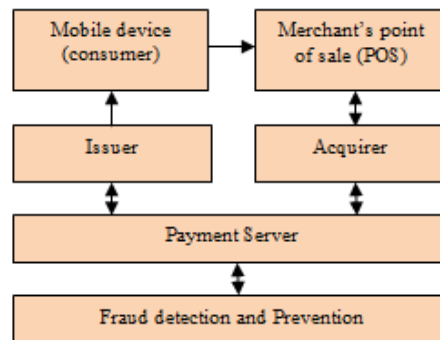 Mobile device
(consumer)
Merchant's point
of sale (POS)
Issuer
Acquirer
Payment Server
Fraud detection and Prevention